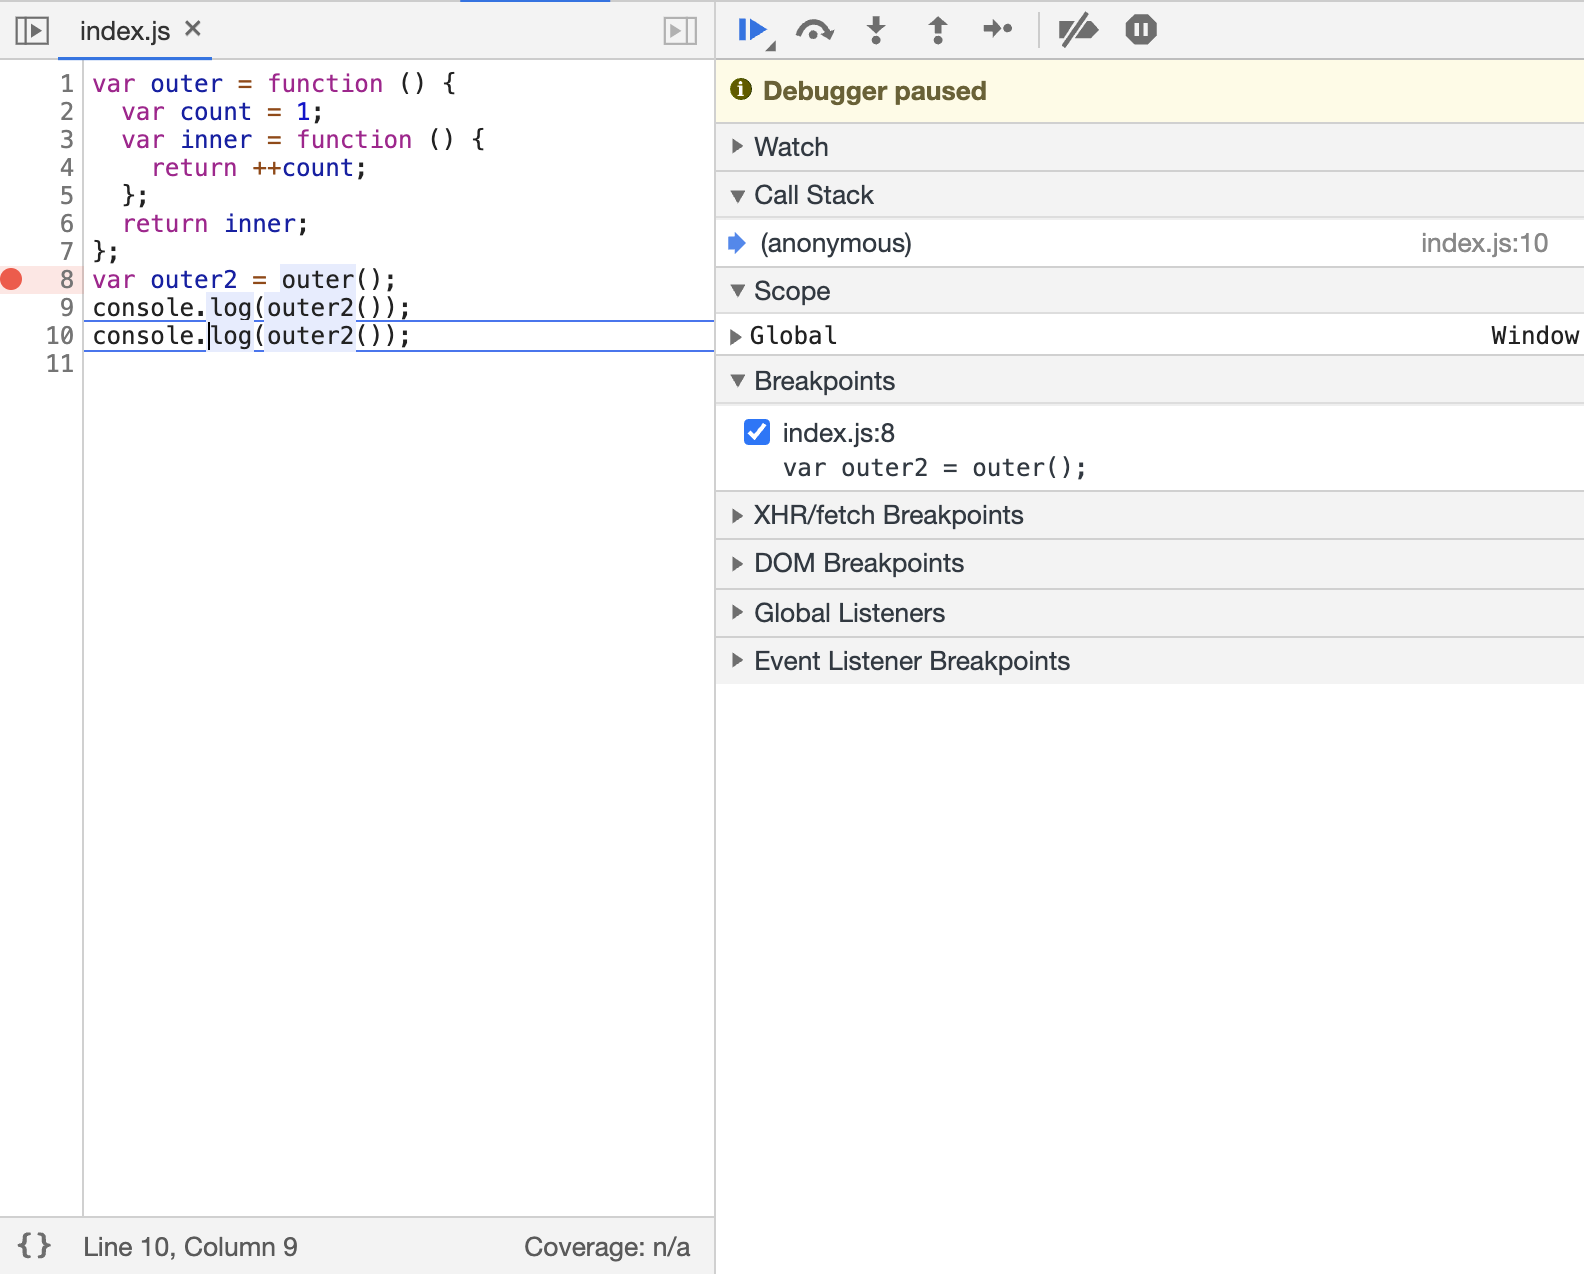 index.js ×
1 var outer = function () {
2   var count = 1;
3   var inner = function () {
4     return ++count;
5   };
6   return inner;
7 };
8 var outer2 = outer();
9 console.log(outer2());
10 console.log(outer2());
11
{} Line 10, Column 9 Coverage: n/a
Debugger paused
Watch
Call Stack
(anonymous) index.js:10
Scope
Global Window
Breakpoints
index.js:8
var outer2 = outer();
XHR/fetch Breakpoints
DOM Breakpoints
Global Listeners
Event Listener Breakpoints